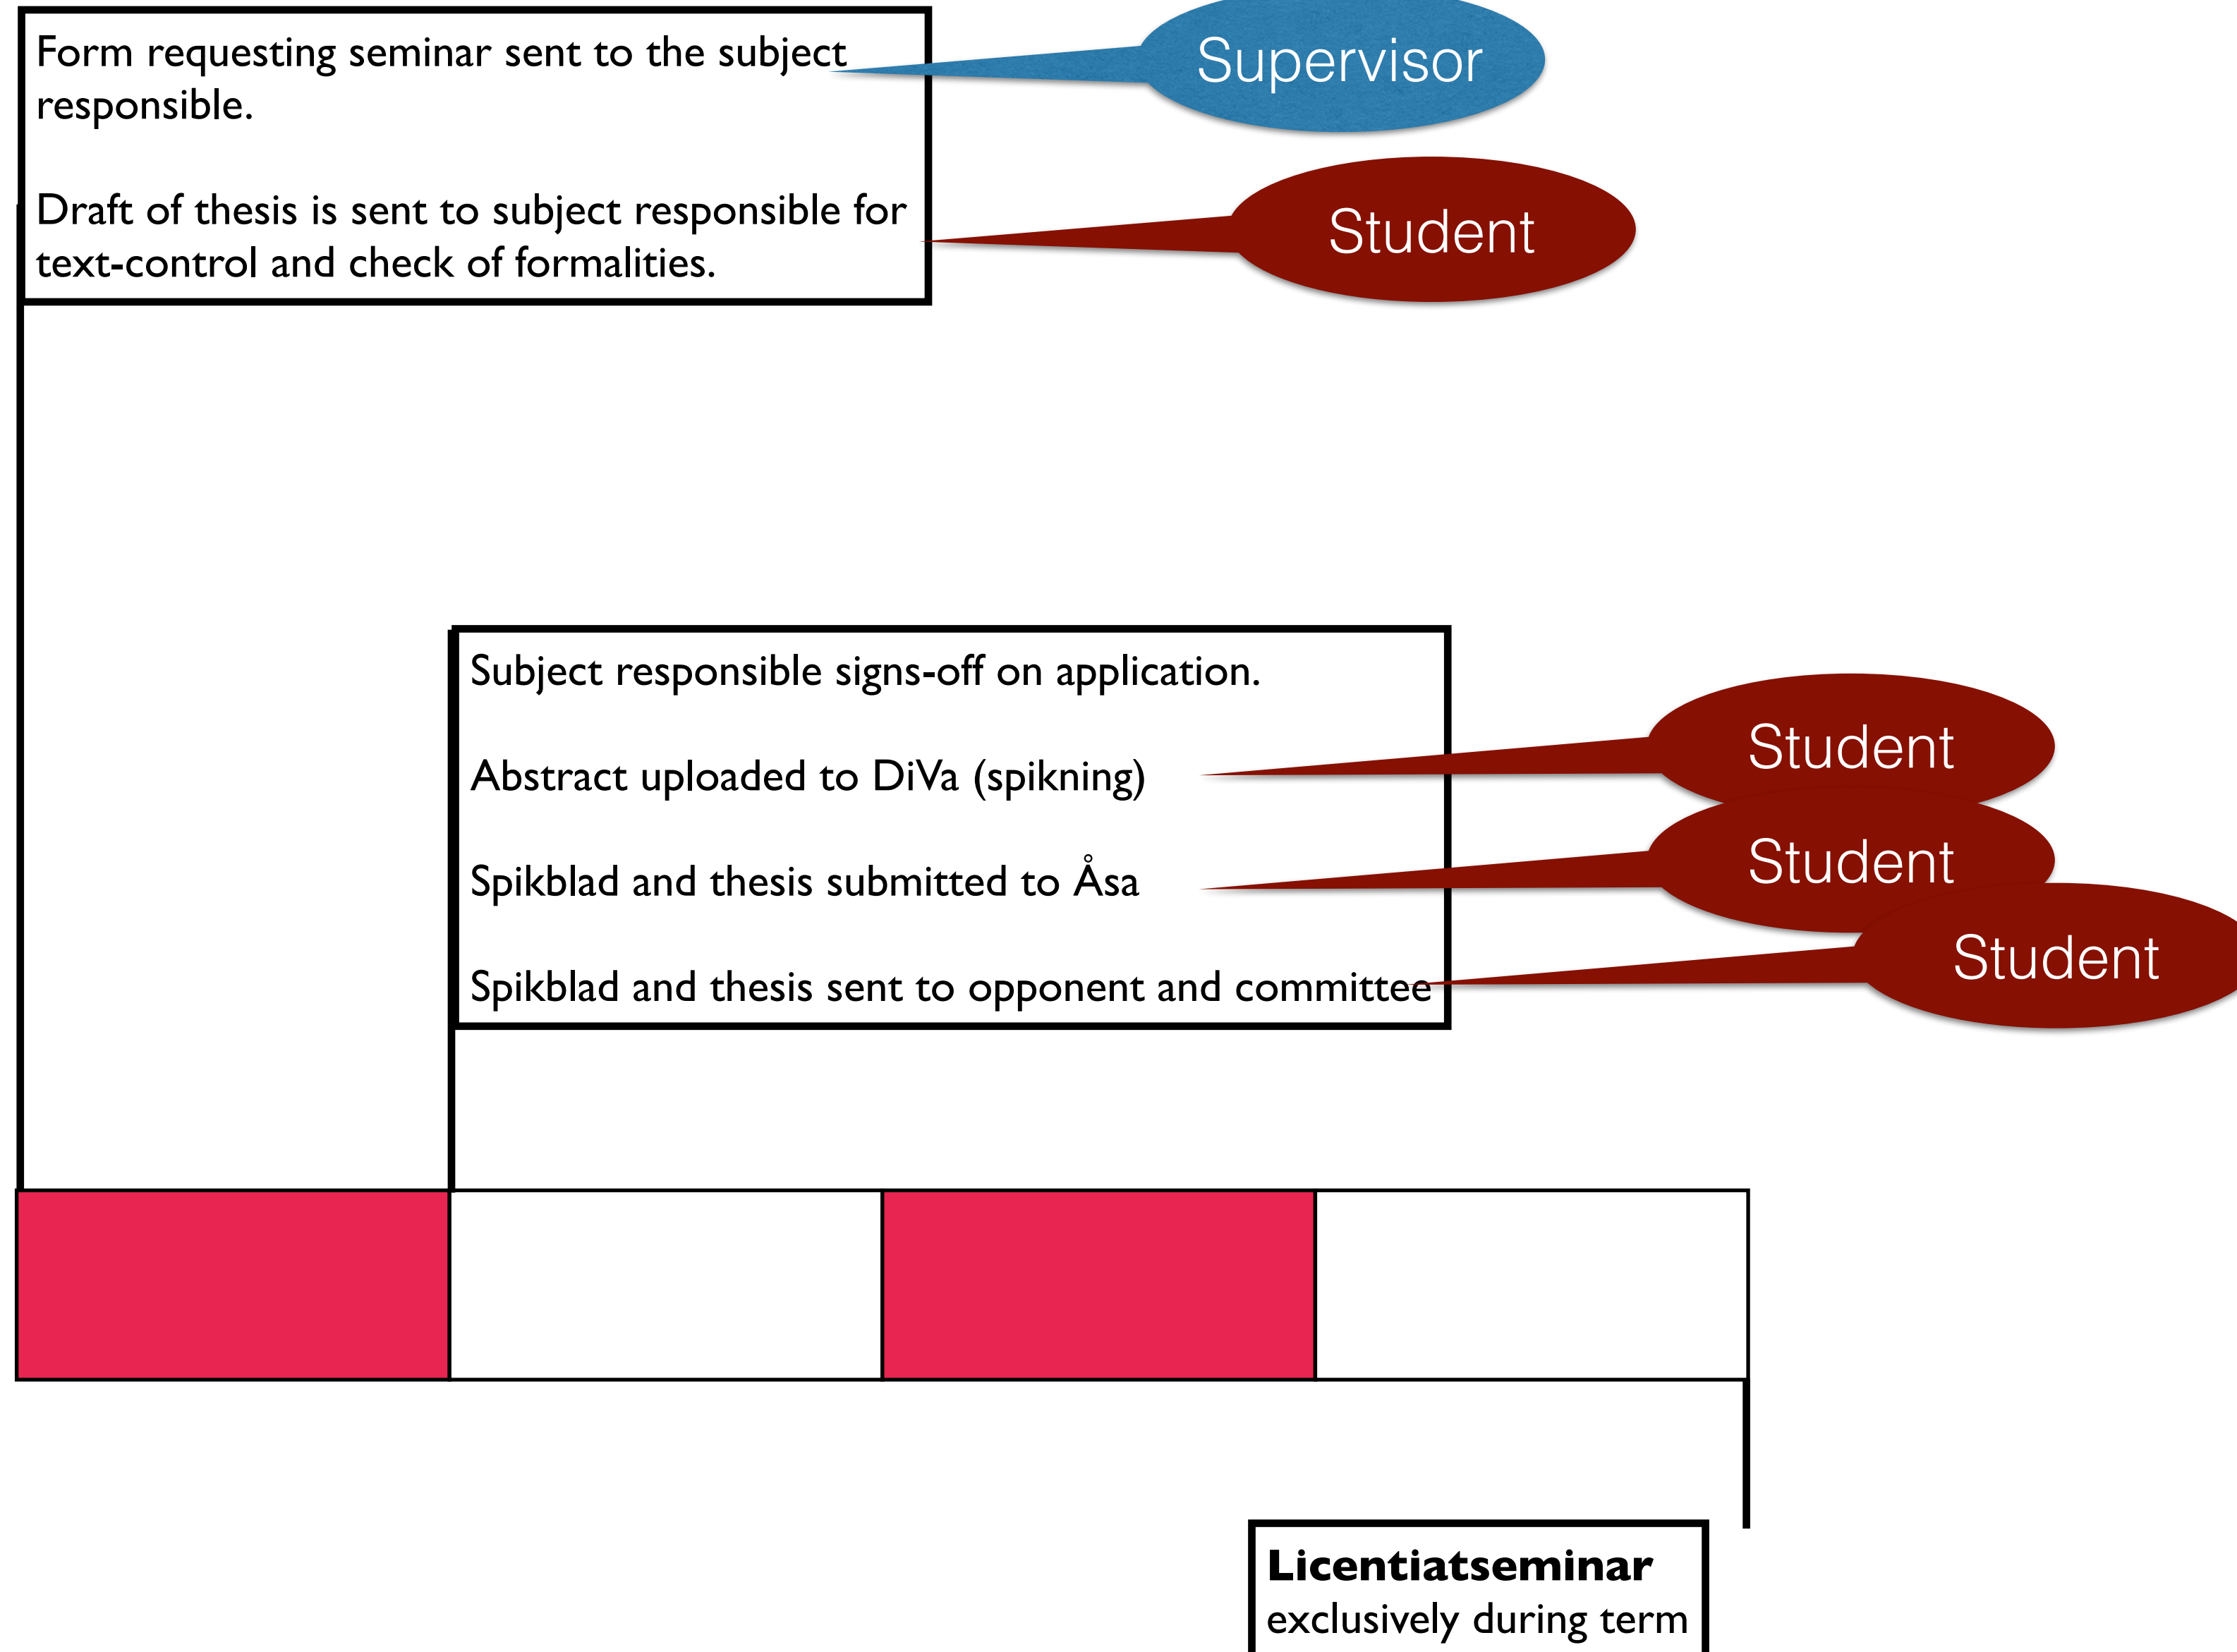 Form requesting seminar sent to the subject
responsible.
Supervisor
Draft of thesis is sent to subject responsible for
text-control and check of formalities.
Student
Subject responsible signs-off on application.
Abstract uploaded to DiVa (spikning)
Student
Spikblad and thesis submitted to Åsa
Student
Spikblad and thesis sent to opponent and committee
Student
Licentiatseminar
exclusively during term